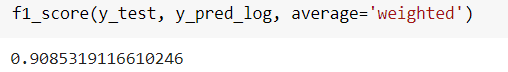 f1_score(y_test, y_pred_log, average='weighted')
0.9085319116610246